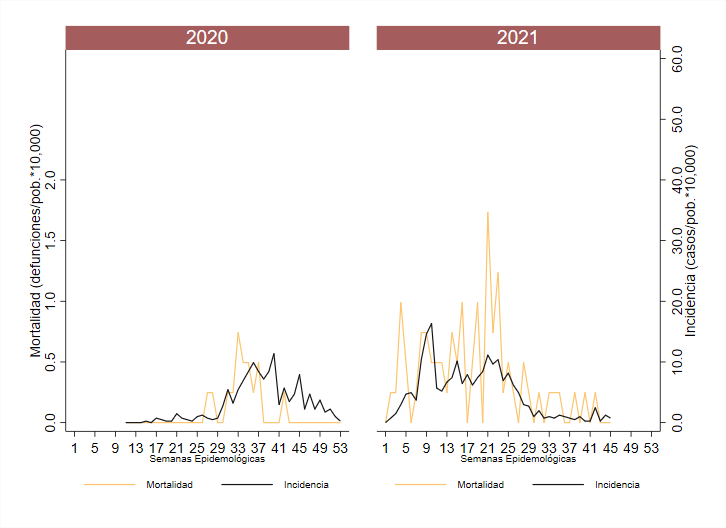 2020
2021
Mortalidad (defunciones/pob.*10,000)
0.0 0.5 1.0 1.5 2.0
Incidencia (casos/pob.*10,000)
0.0 10.0 20.0 30.0 40.0 50.0 60.0
1 5 9 13 17 21 25 29 33 37 41 45 49 53
1 5 9 13 17 21 25 29 33 37 41 45 49 53
Semanas Epidemológicas
Semanas Epidemológicas
Mortalidad Incidencia
Mortalidad Incidencia